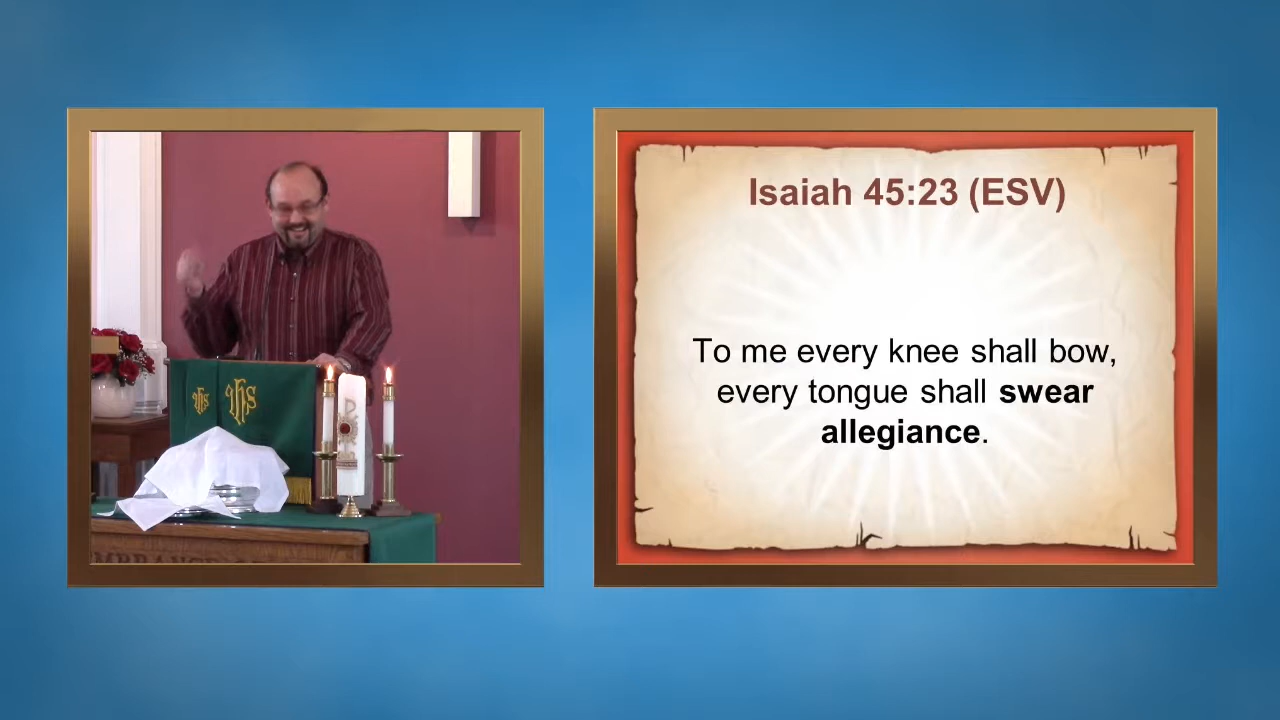 Isaiah 45:23 (ESV)
To me every knee shall bow,
every tongue shall swear
allegiance.
IHS
IHS